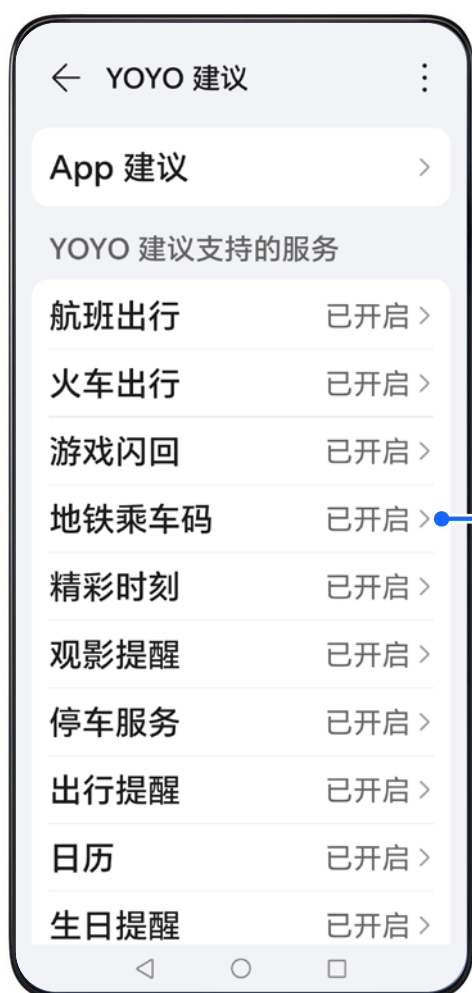 YOYO 建议
App 建议
YOYO 建议支持的服务
航班出行 已开启
火车出行 已开启
游戏闪回 已开启
地铁乘车码 已开启
精彩时刻 已开启
观影提醒 已开启
停车服务 已开启
出行提醒 已开启
日历 已开启
生日提醒 已开启